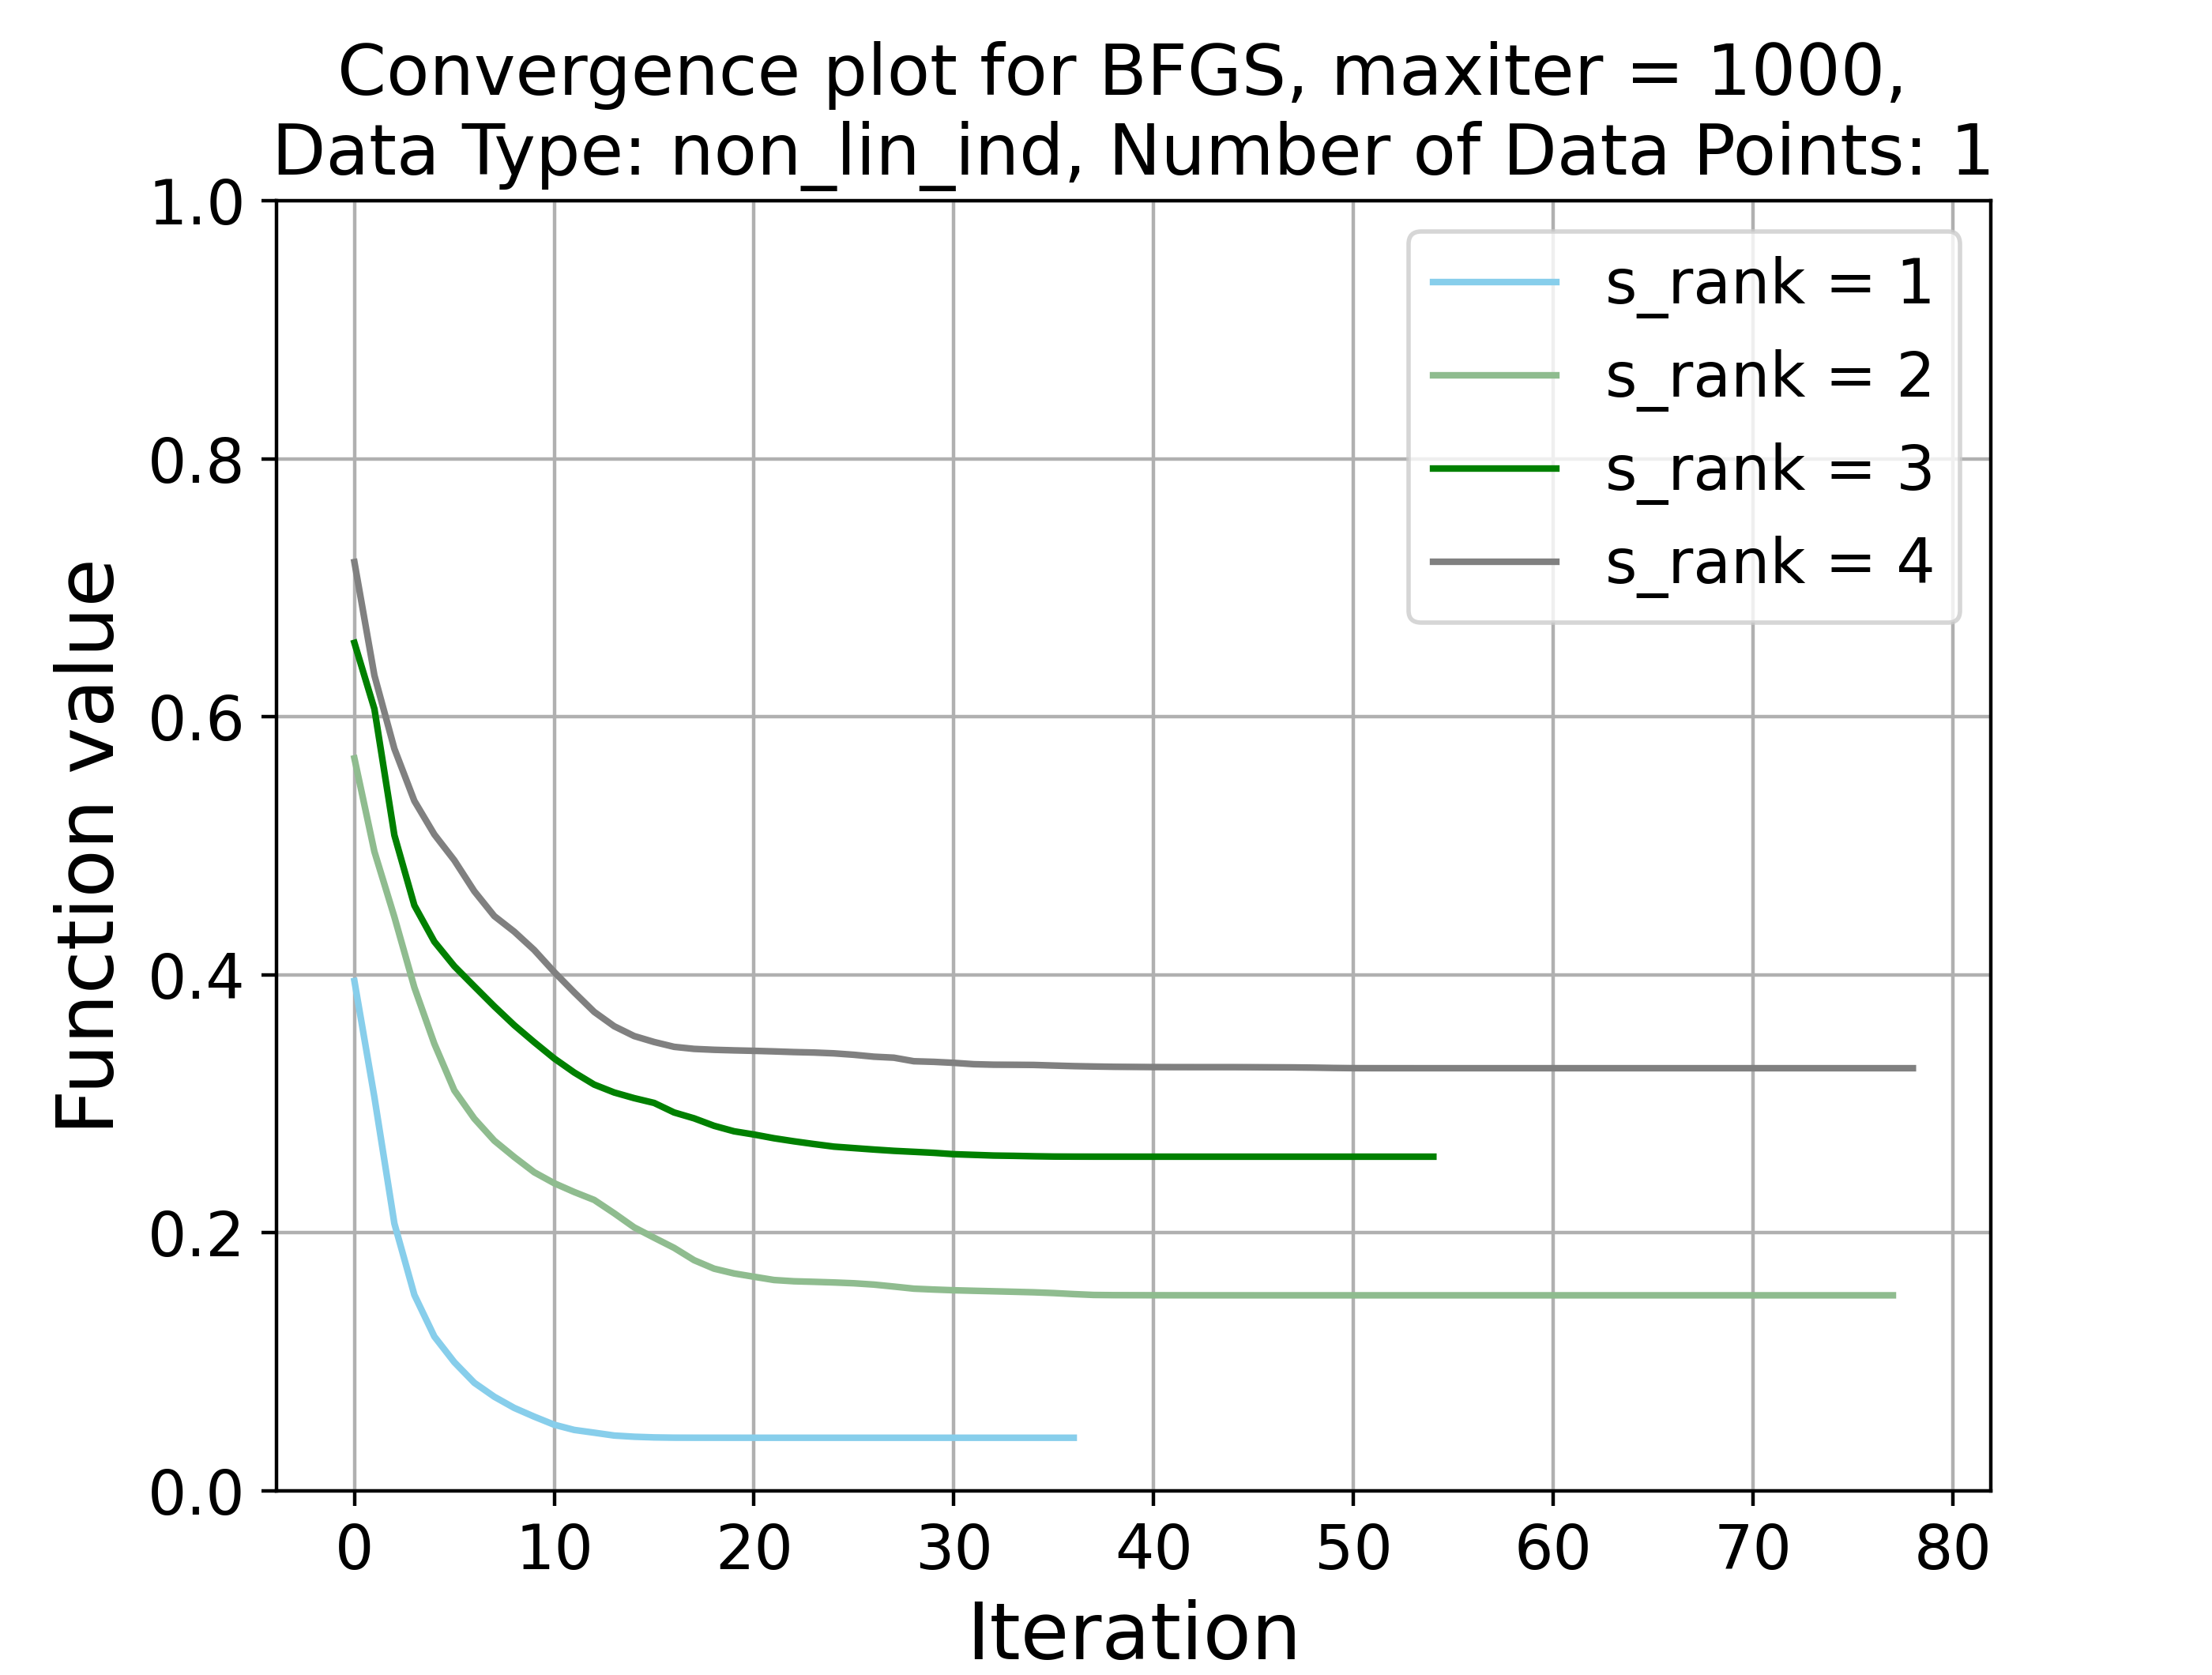 Convergence plot for BFGS, maxiter = 1000,
Data Type: non_lin_ind, Number of Data Points: 1
s_rank = 1
s_rank = 2
s_rank = 3
s_rank = 4
Function value
1.0
0.8
0.6
0.4
0.2
0.0
0 10 20 30 40 50 60 70 80
Iteration